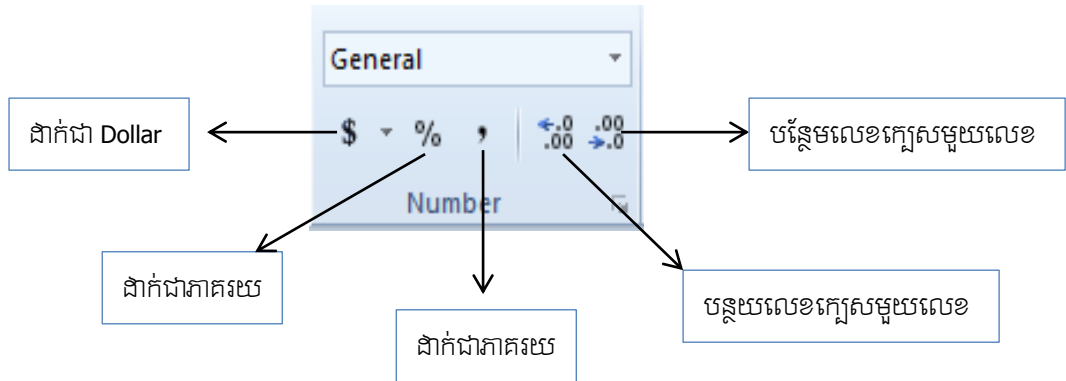 General
ដាក់ជា Dollar
$ % ,
.0 .00
.00 .0
បន្ថែមលេខក្បៀសមួយលេខ
Number
ដាក់ជាភាគរយ
បន្ថយលេខក្បៀសមួយលេខ
ដាក់ជាភាគរយ